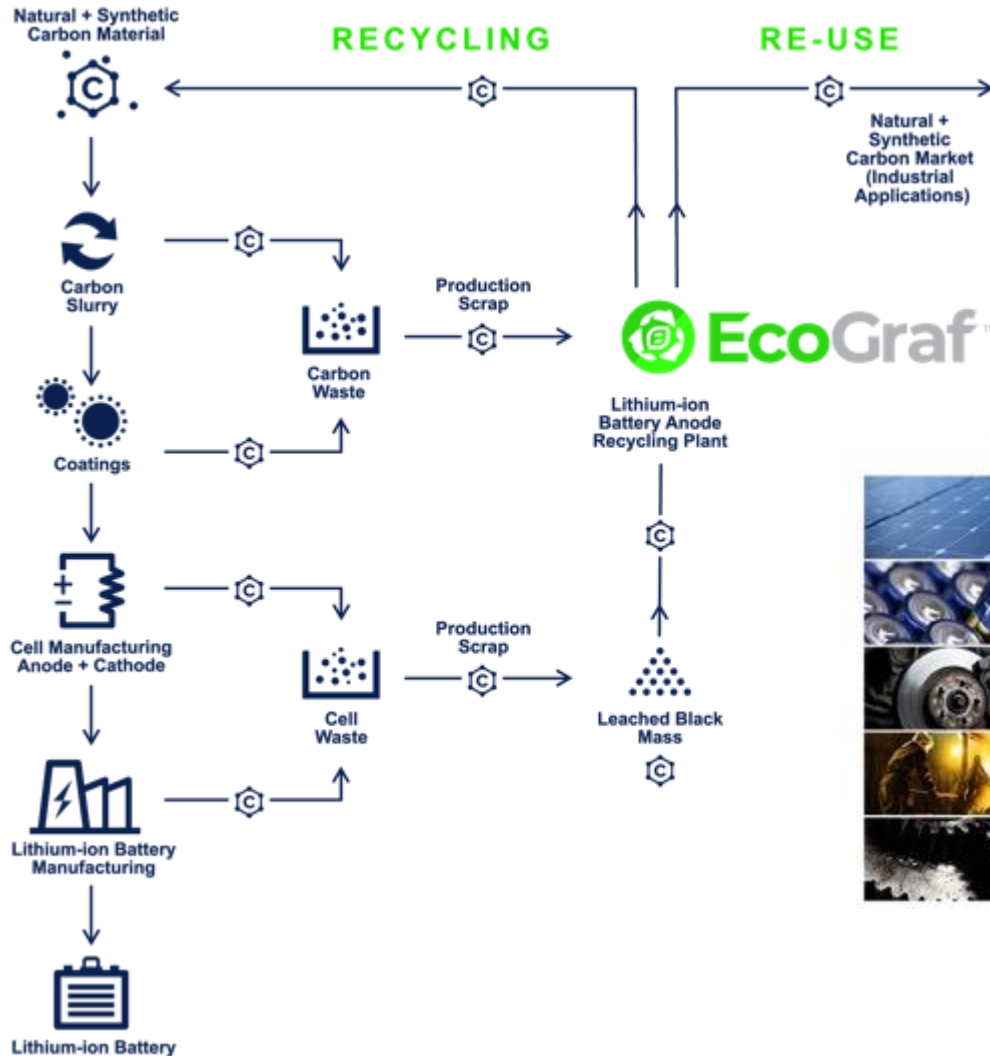 Natural + Synthetic
Carbon Material
C
RECYCLING
RE-USE
C
C
Natural +
Synthetic
Carbon Market
(Industrial
Applications)
C
Carbon
Slurry
Carbon
Waste
Production
Scrap
C
EcoGraf™
Lithium-ion
Battery Anode
Recycling Plant
C
Coatings
C
C
Cell Manufacturing
Anode + Cathode
Cell
Waste
Production
Scrap
C
Leached Black
Mass
C
C
Lithium-ion Battery
Manufacturing
Lithium-ion Battery